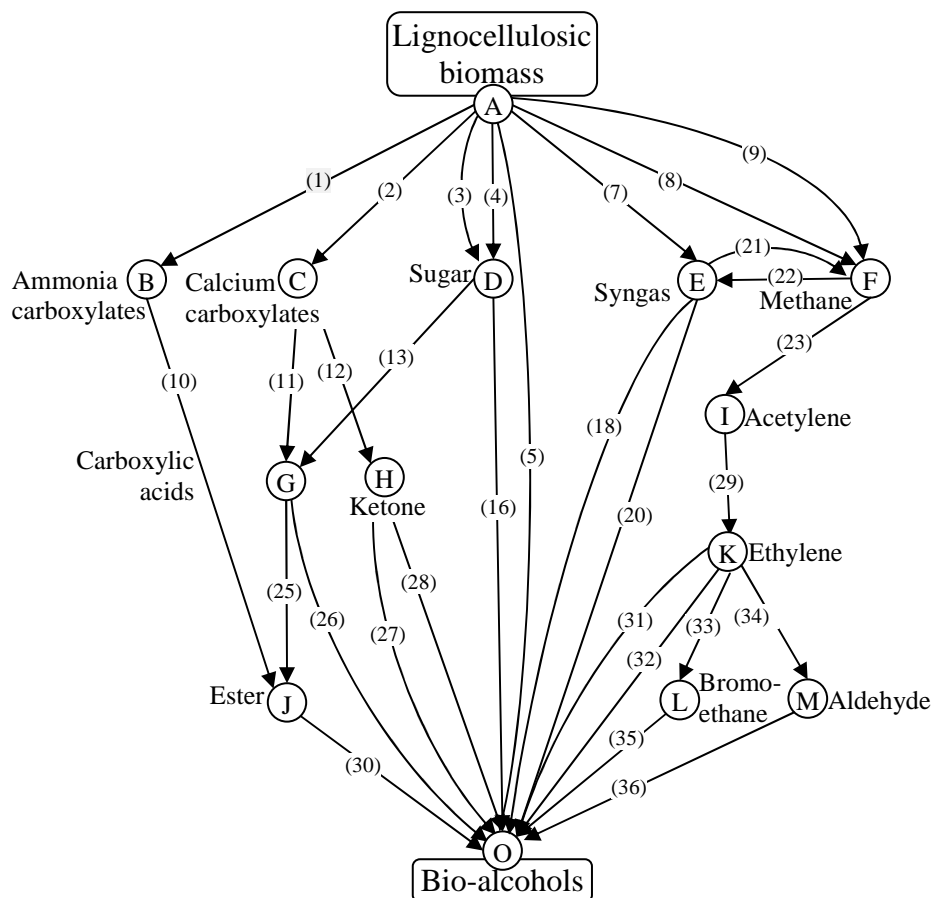 Lignocellulosic
biomass
A
(9)
(1)
(2)
(3)
(4)
(7)
(8)
Ammonia
carboxylates
B
Calcium
carboxylates
C
Sugar
D
Syngas
E
(21)
(22)
Methane
F
(10)
(11)
(12)
(13)
(23)
(18)
(5)
I
Acetylene
Carboxylic
acids
G
H
Ketone
(16)
(20)
(29)
K
Ethylene
(25)
(26)
(27)
(28)
(31)
(32)
(33)
(34)
Ester
J
L
Bromo-
ethane
M
Aldehyde
(30)
(35)
(36)
O
Bio-alcohols